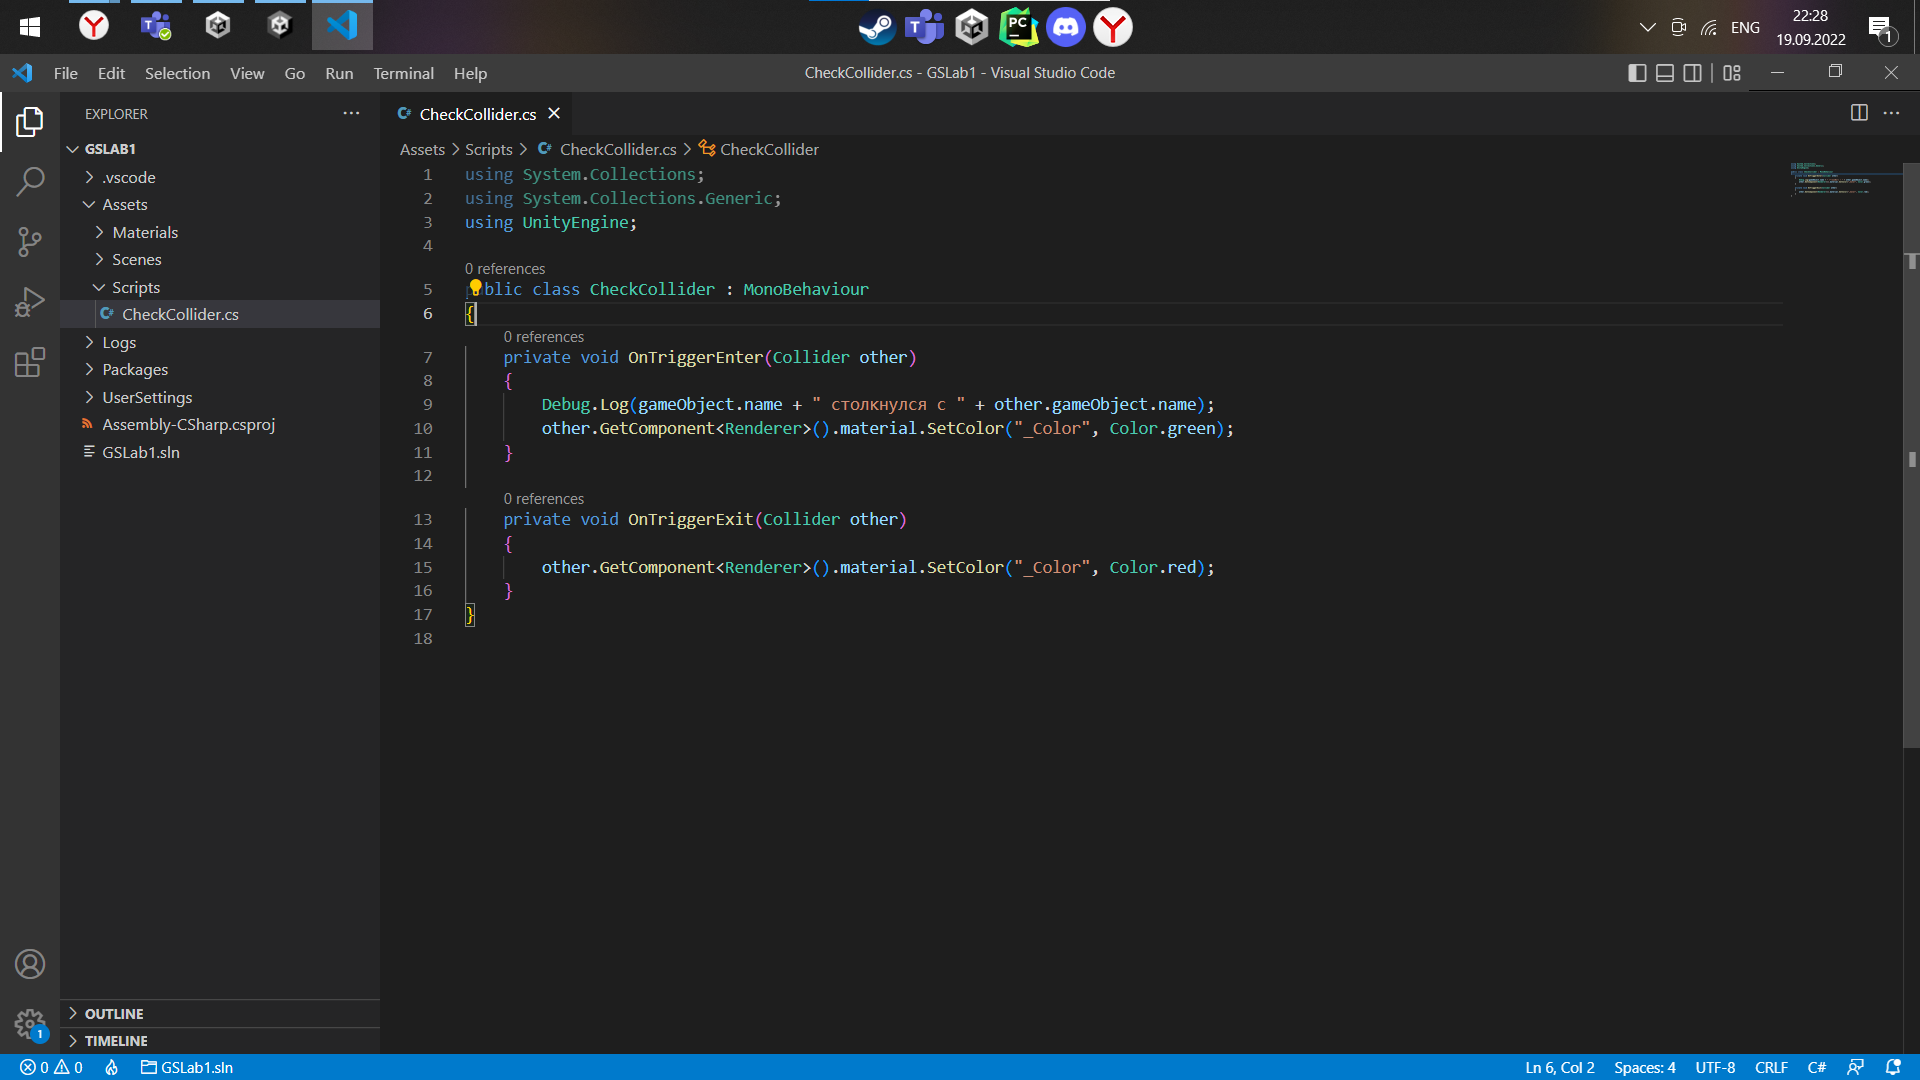 22:28
ENG
19.09.2022
1
File Edit Selection View Go Run Terminal Help
CheckCollider.cs - GSLab1 - Visual Studio Code
EXPLORER
GSLAB1
.vscode
Assets
Materials
Scenes
Scripts
CheckCollider.cs
Logs
Packages
UserSettings
Assembly-CSharp.csproj
GSLab1.sln
OUTLINE
TIMELINE
1
CheckCollider.cs
Assets > Scripts > CheckCollider.cs > CheckCollider
1 using System.Collections;
2 using System.Collections.Generic;
3 using UnityEngine;
4
0 references
5 public class CheckCollider : MonoBehaviour
6 {
0 references
7 private void OnTriggerEnter(Collider other)
8 {
9 Debug.Log(gameObject.name + " столкнулся с " + other.gameObject.name);
10 other.GetComponent<Renderer>().material.SetColor("_Color", Color.green);
11 }
12
0 references
13 private void OnTriggerExit(Collider other)
14 {
15 other.GetComponent<Renderer>().material.SetColor("_Color", Color.red);
16 }
17 }
18
0 0 GSLab1.sln Ln 6, Col 2 Spaces: 4 UTF-8 CRLF C#